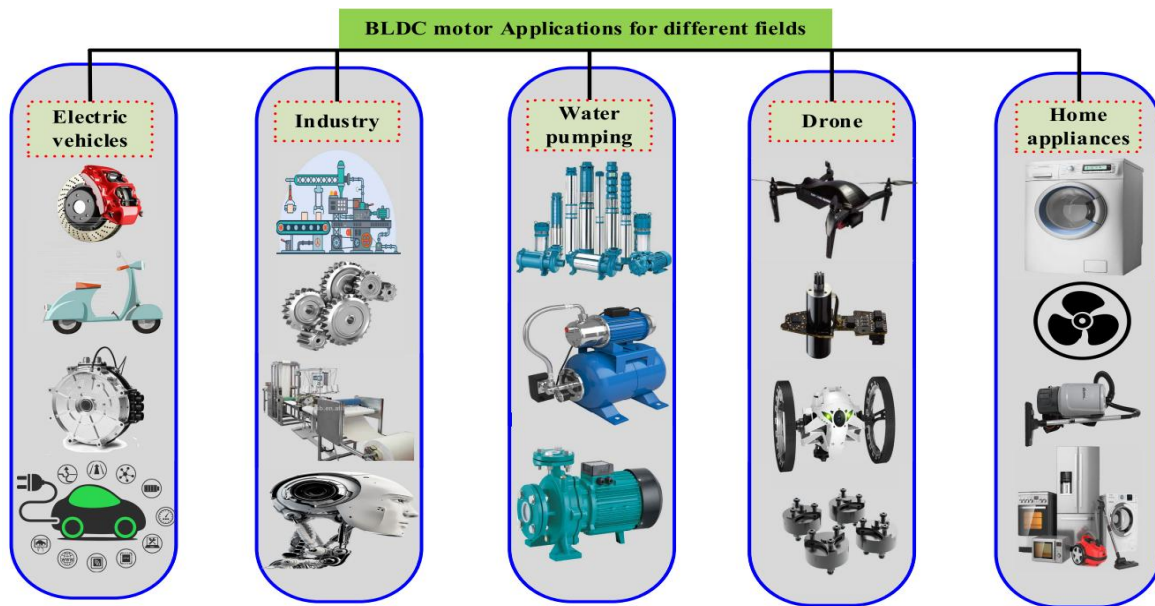 BLDC motor Applications for different fields
Electric
vehicles
Industry
Water
pumping
Drone
Home
appliances